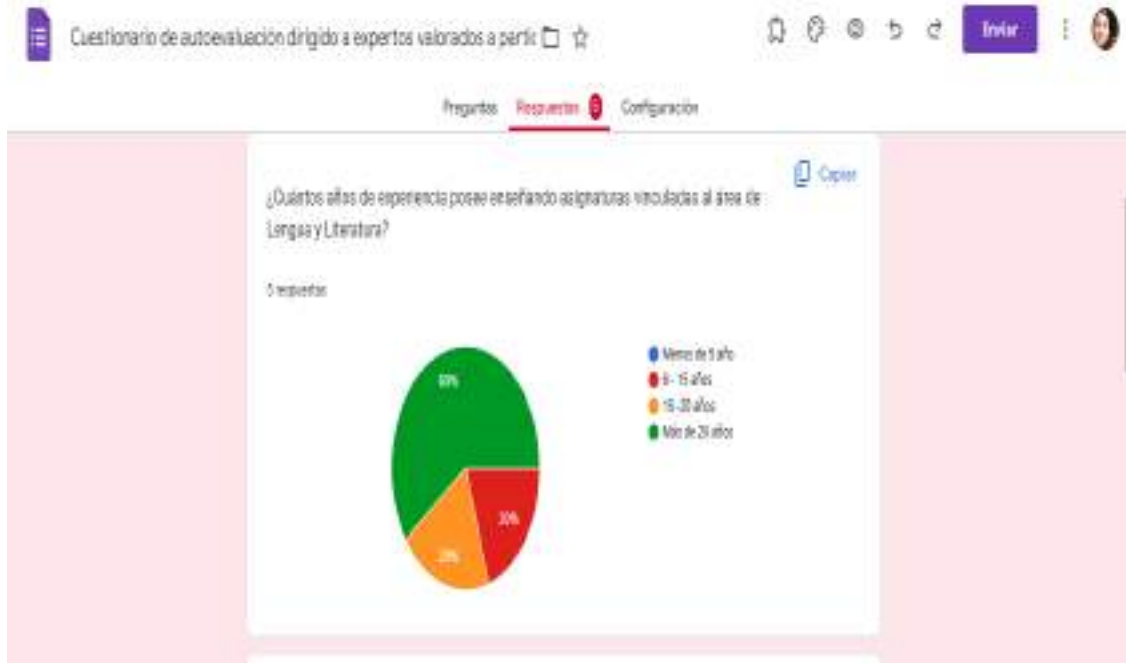 Cuestionario de autoevaluación dirigido a expertos valorados a partir
Enviar
Preguntas Respuestas 5 Configuración
Copiar
¿Cuántos años de experiencia posee enseñando asignaturas vinculadas al área de
Lengua y Literatura?
5 respuestas
60%
20%
20%
Menos de 5 año
6 - 15 años
16 -20 años
Más de 20 años